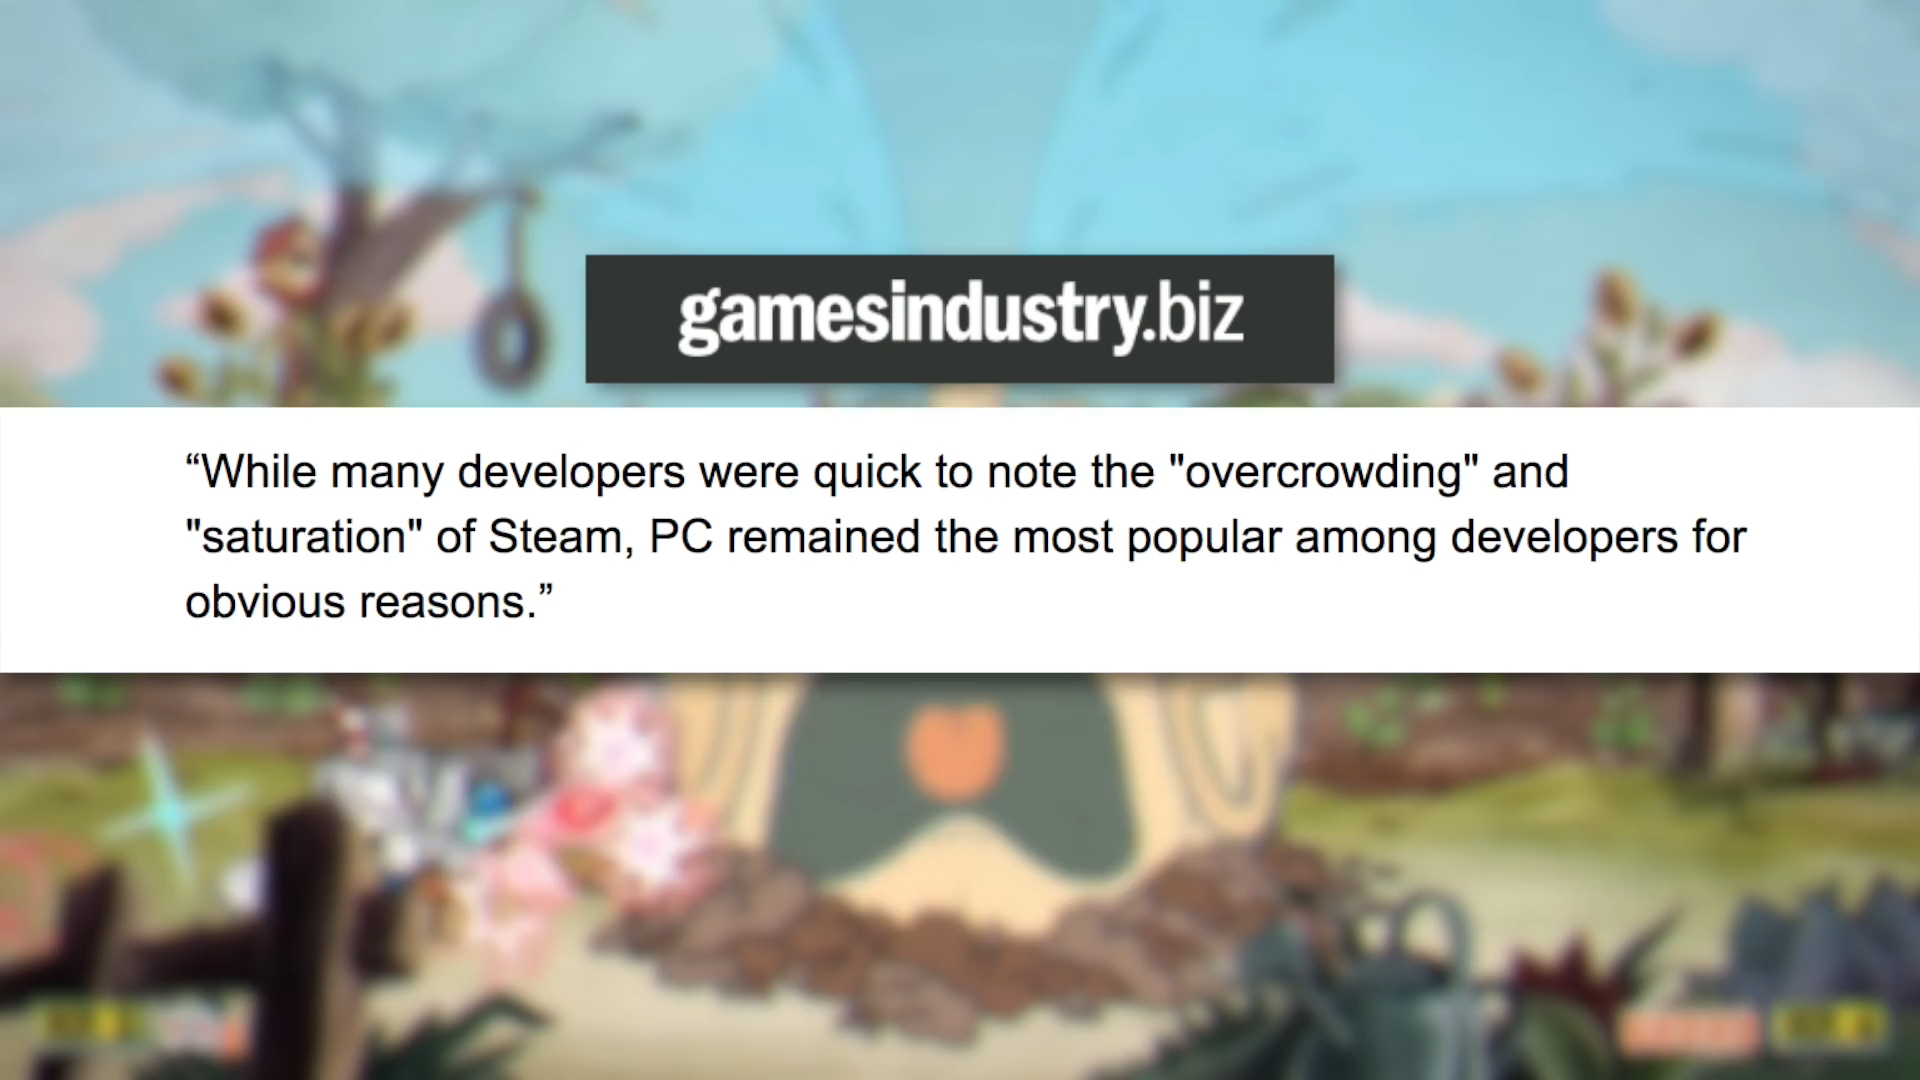 gamesindustry.biz
“While many developers were quick to note the "overcrowding" and
"saturation" of Steam, PC remained the most popular among developers for
obvious reasons.”